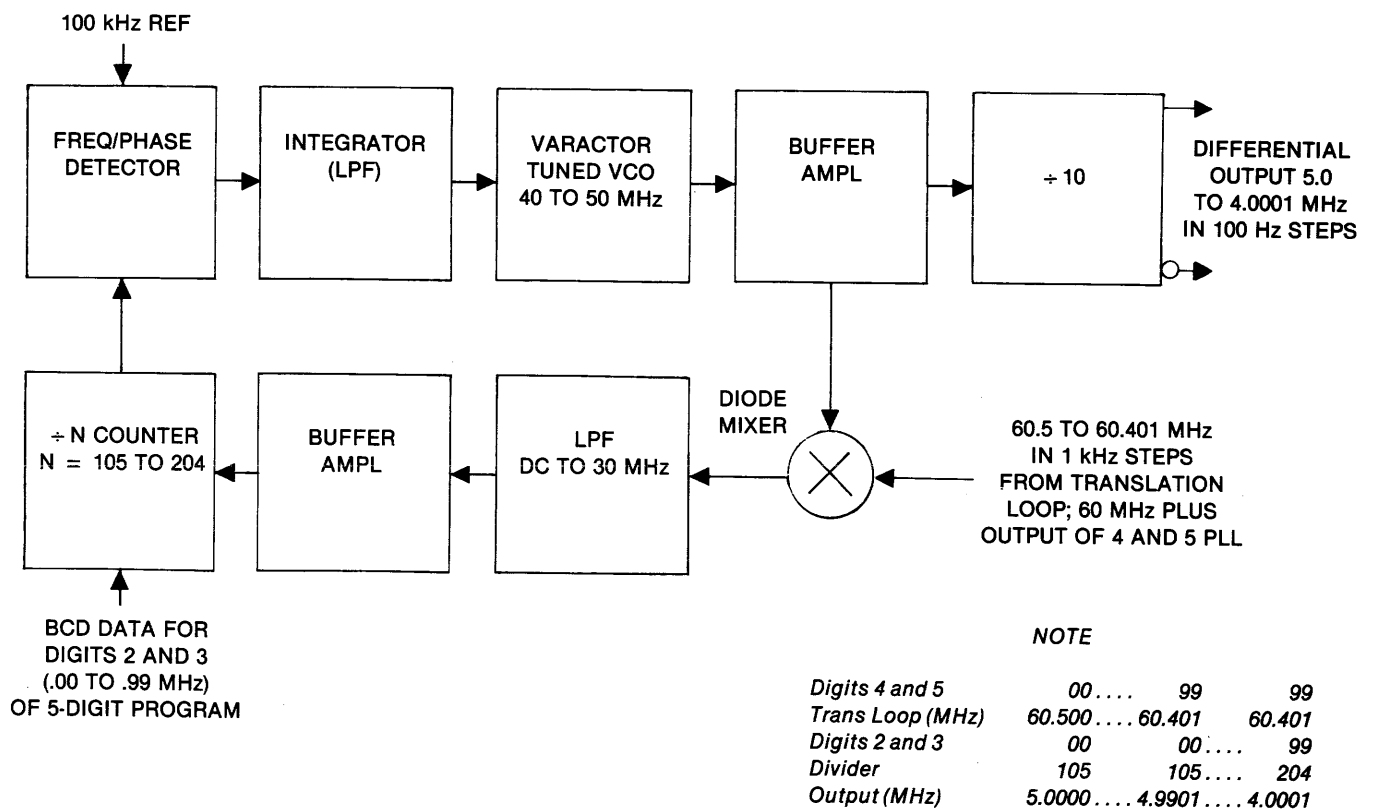 100 kHz REF
FREQ/PHASE
DETECTOR
INTEGRATOR
(LPF)
VARACTOR
TUNED VCO
40 TO 50 MHz
BUFFER
AMPL
÷ 10
DIFFERENTIAL
OUTPUT 5.0
TO 4.0001 MHz
IN 100 Hz STEPS
÷ N COUNTER
N = 105 TO 204
BUFFER
AMPL
LPF
DC TO 30 MHz
DIODE
MIXER
60.5 TO 60.401 MHz
IN 1 kHz STEPS
FROM TRANSLATION
LOOP; 60 MHz PLUS
OUTPUT OF 4 AND 5 PLL
BCD DATA FOR
DIGITS 2 AND 3
(.00 TO .99 MHz)
OF 5-DIGIT PROGRAM
NOTE
Digits 4 and 5 00 .... 99 99
Trans Loop (MHz) 60.500 .... 60.401 60.401
Digits 2 and 3 00 00 .... 99
Divider 105 105 .... 204
Output (MHz) 5.0000 .... 4.9901 .... 4.0001